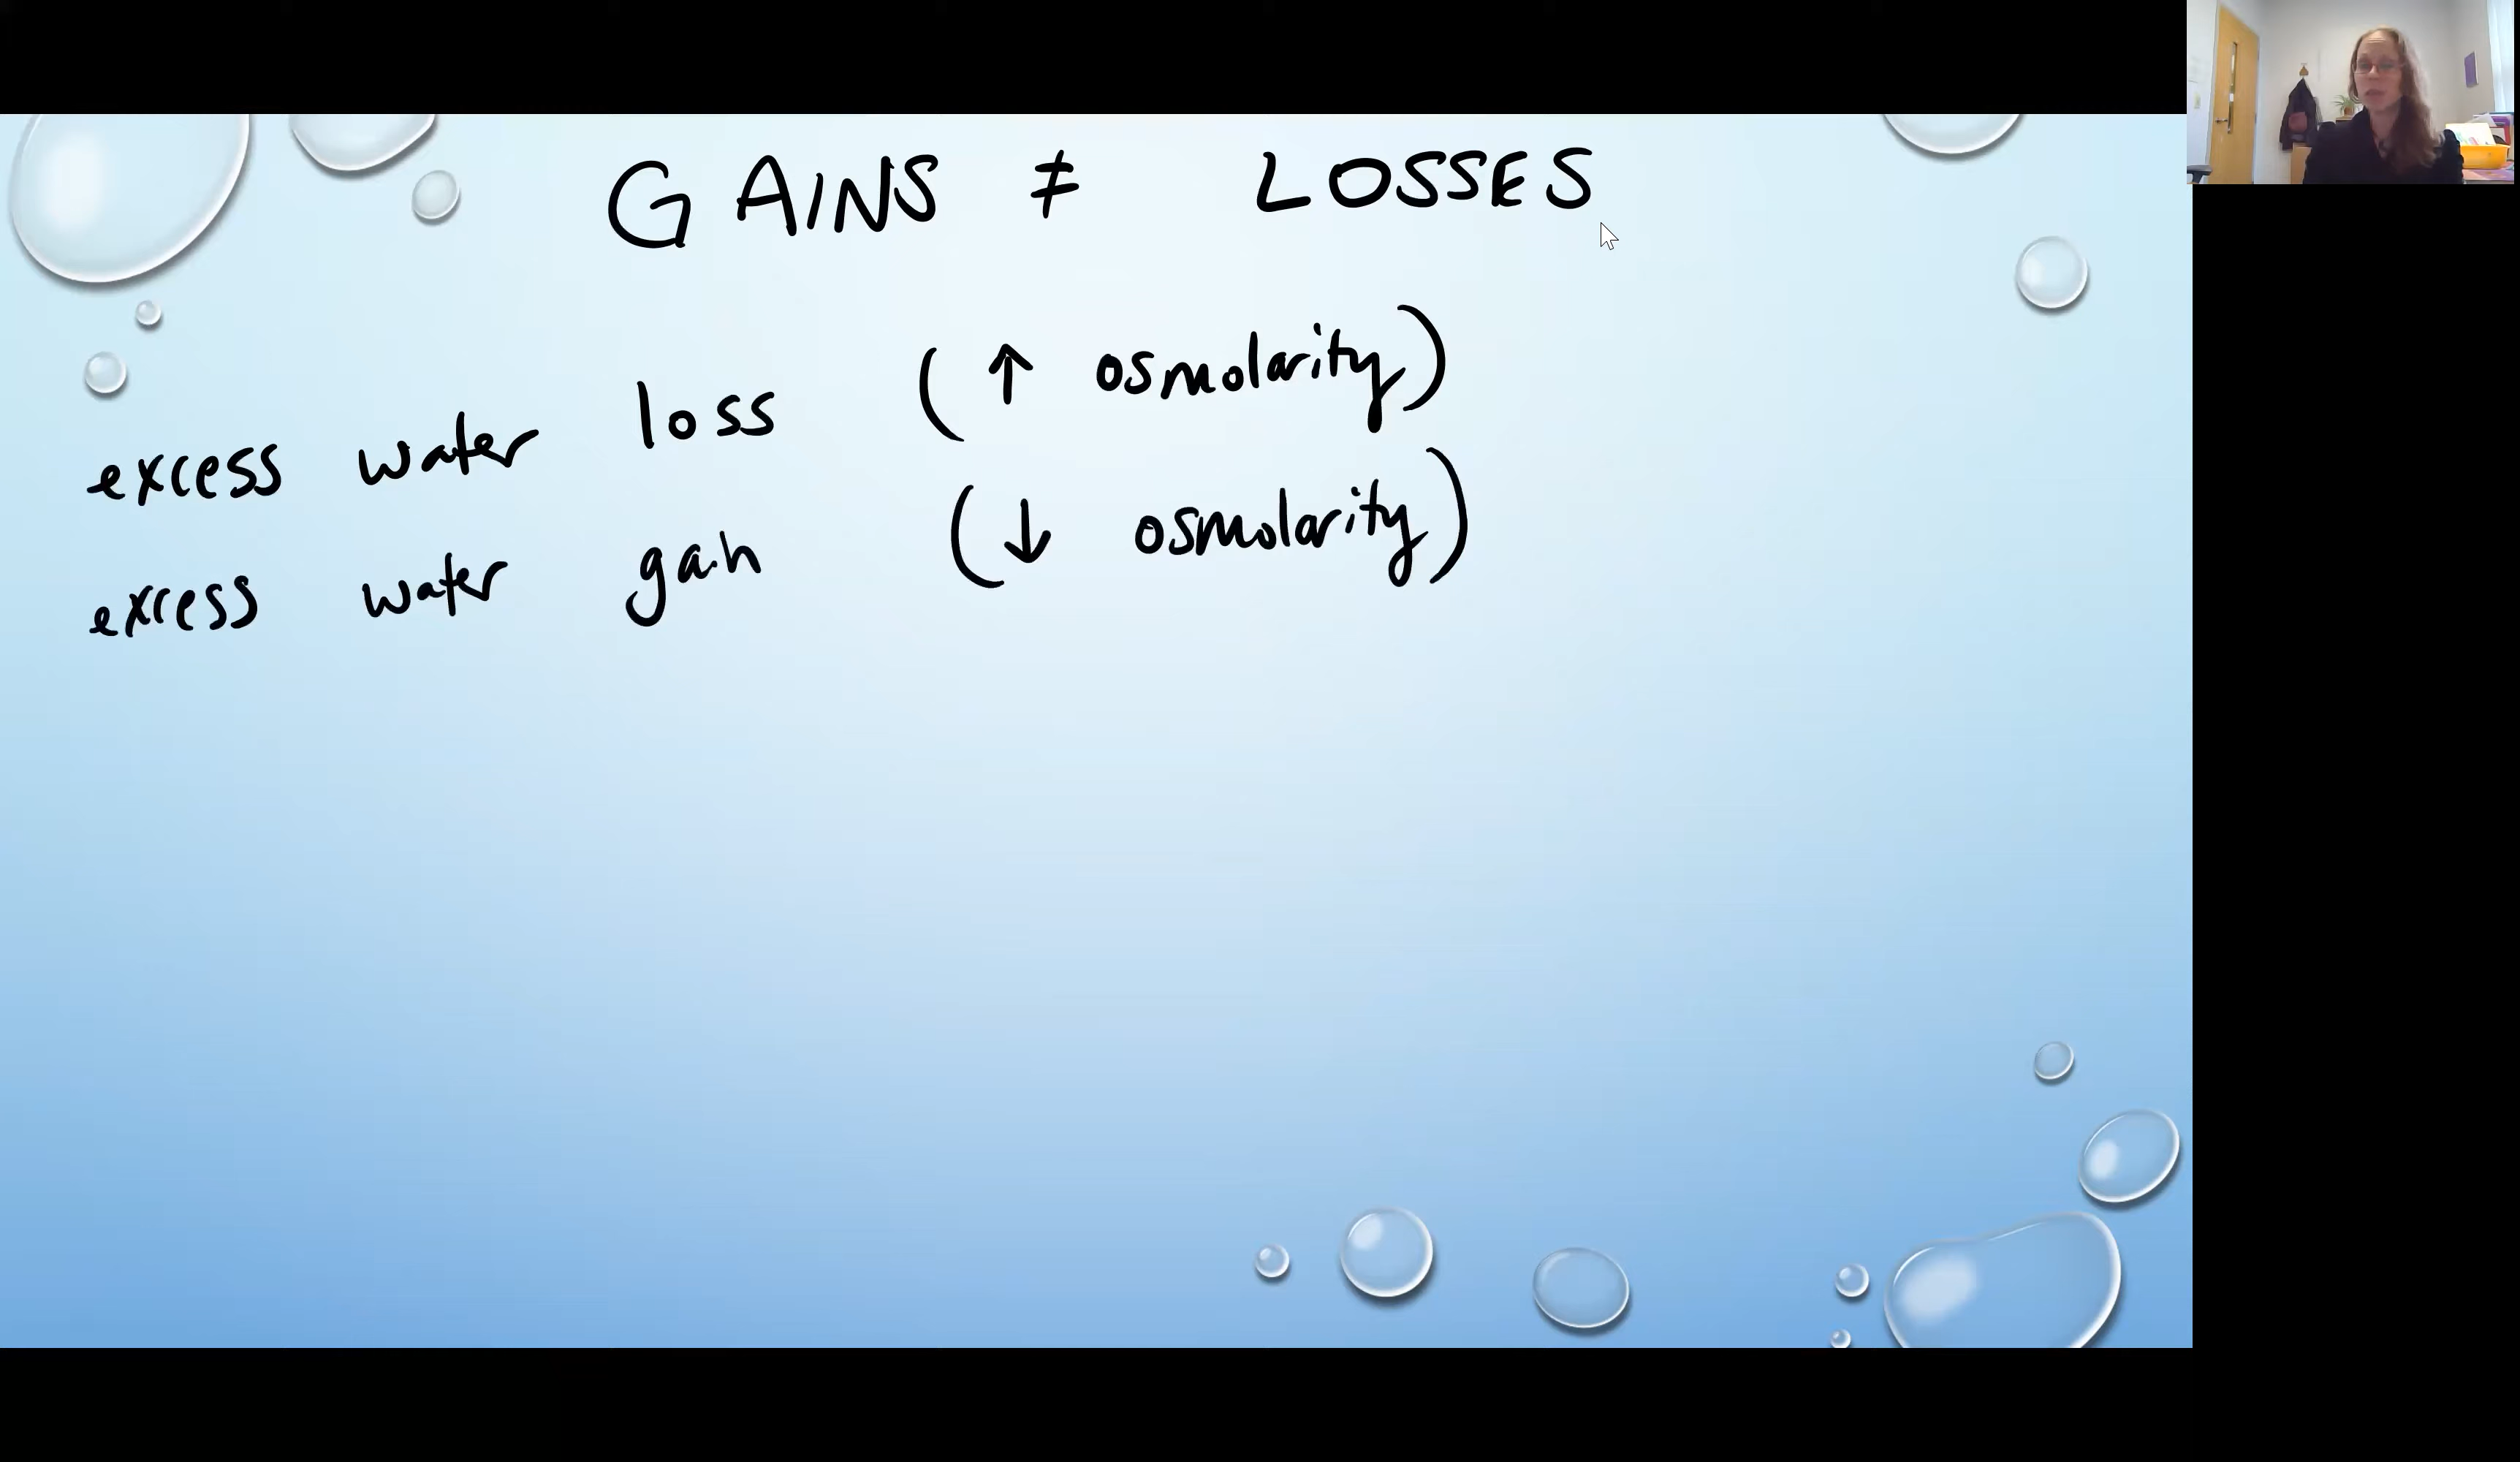 GAINS ≠ LOSSES
excess water loss (↑ osmolarity)
excess water gain (↓ osmolarity)